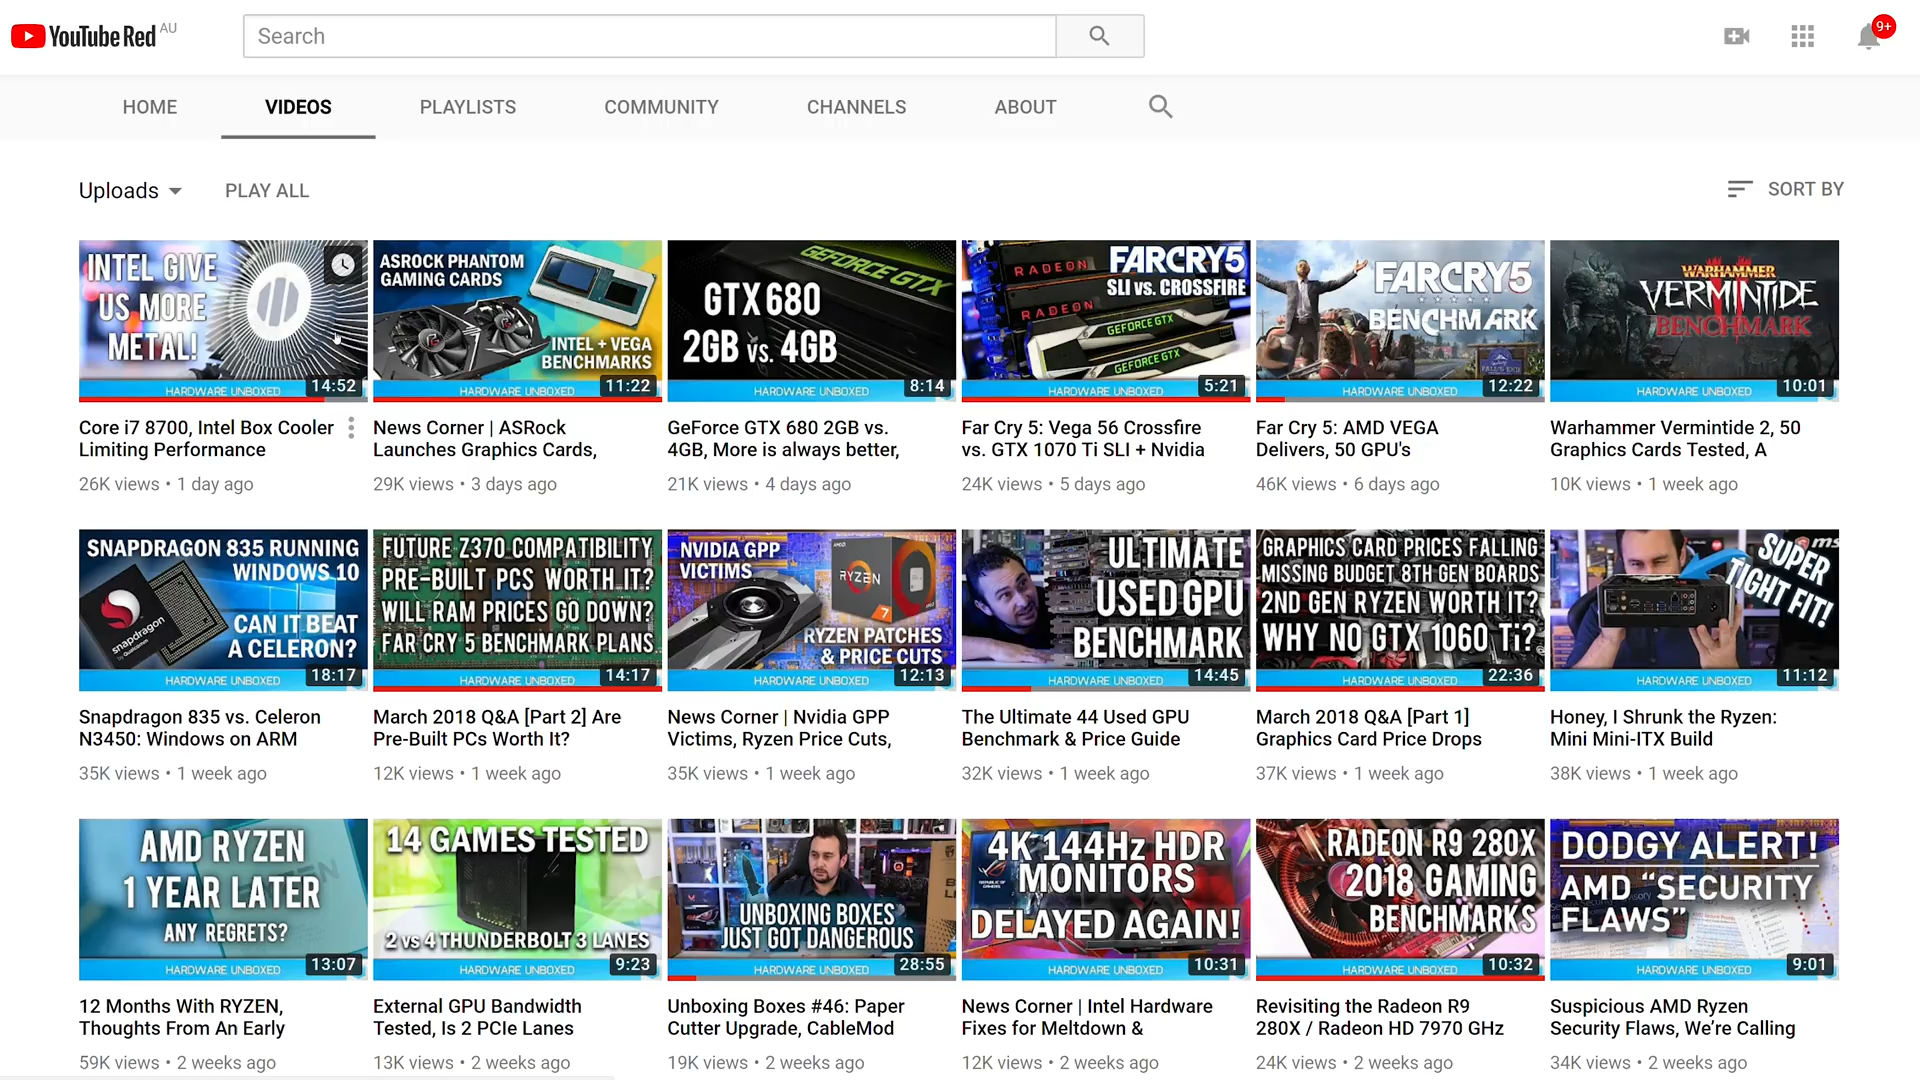 YouTube Red AU
Search
9+
HOME
VIDEOS
PLAYLISTS
COMMUNITY
CHANNELS
ABOUT
Uploads
PLAY ALL
SORT BY
INTEL GIVE
US MORE
METAL!
HARDWARE UNBOXED
14:52
ASROCK PHANTOM
GAMING CARDS
INTEL + VEGA
BENCHMARKS
HARDWARE UNBOXED
11:22
GEFORCE GTX
GTX 680
2GB vs. 4GB
HARDWARE UNBOXED
8:14
FARCRY5
SLI vs. CROSSFIRE
RADEON
RADEON
GEFORCE GTX
GEFORCE GTX
HARDWARE UNBOXED
5:21
FARCRY5
BENCHMARK
HARDWARE UNBOXED
12:22
WARHAMMER
VERMINTIDE
BENCHMARK
HARDWARE UNBOXED
10:01
Core i7 8700, Intel Box Cooler
Limiting Performance
26K views • 1 day ago
News Corner | ASRock
Launches Graphics Cards,
29K views • 3 days ago
GeForce GTX 680 2GB vs.
4GB, More is always better,
21K views • 4 days ago
Far Cry 5: Vega 56 Crossfire
vs. GTX 1070 Ti SLI + Nvidia
24K views • 5 days ago
Far Cry 5: AMD VEGA
Delivers, 50 GPU's
46K views • 6 days ago
Warhammer Vermintide 2, 50
Graphics Cards Tested, A
10K views • 1 week ago
SNAPDRAGON 835 RUNNING
WINDOWS 10
CAN IT BEAT
A CELERON?
snapdragon
HARDWARE UNBOXED
18:17
FUTURE Z370 COMPATIBILITY
PRE-BUILT PCS WORTH IT?
WILL RAM PRICES GO DOWN?
FAR CRY 5 BENCHMARK PLANS
HARDWARE UNBOXED
14:17
NVIDIA GPP
VICTIMS
RYZEN
7
RYZEN PATCHES
& PRICE CUTS
HARDWARE UNBOXED
12:13
ULTIMATE
USED GPU
BENCHMARK
HARDWARE UNBOXED
14:45
GRAPHICS CARD PRICES FALLING
MISSING BUDGET 8TH GEN BOARDS
2ND GEN RYZEN WORTH IT?
WHY NO GTX 1060 Ti?
HARDWARE UNBOXED
22:36
SUPER
TIGHT FIT!
ms
HARDWARE UNBOXED
11:12
Snapdragon 835 vs. Celeron
N3450: Windows on ARM
35K views • 1 week ago
March 2018 Q&A [Part 2] Are
Pre-Built PCs Worth It?
12K views • 1 week ago
News Corner | Nvidia GPP
Victims, Ryzen Price Cuts,
35K views • 1 week ago
The Ultimate 44 Used GPU
Benchmark & Price Guide
32K views • 1 week ago
March 2018 Q&A [Part 1]
Graphics Card Price Drops
37K views • 1 week ago
Honey, I Shrunk the Ryzen:
Mini Mini-ITX Build
38K views • 1 week ago
AMD RYZEN
1 YEAR LATER
ANY REGRETS?
HARDWARE UNBOXED
13:07
14 GAMES TESTED
2 vs 4 THUNDERBOLT 3 LANES
HARDWARE UNBOXED
9:23
UNBOXING BOXES
JUST GOT DANGEROUS
HARDWARE UNBOXED
28:55
4K 144Hz HDR
MONITORS
DELAYED AGAIN!
HARDWARE UNBOXED
10:31
RADEON R9 280X
2018 GAMING
BENCHMARKS
HARDWARE UNBOXED
10:32
DODGY ALERT!
AMD “SECURITY
FLAWS”
HARDWARE UNBOXED
9:01
12 Months With RYZEN,
Thoughts From An Early
59K views • 2 weeks ago
External GPU Bandwidth
Tested, Is 2 PCIe Lanes
13K views • 2 weeks ago
Unboxing Boxes #46: Paper
Cutter Upgrade, CableMod
19K views • 2 weeks ago
News Corner | Intel Hardware
Fixes for Meltdown &
12K views • 2 weeks ago
Revisiting the Radeon R9
280X / Radeon HD 7970 GHz
24K views • 2 weeks ago
Suspicious AMD Ryzen
Security Flaws, We’re Calling
34K views • 2 weeks ago